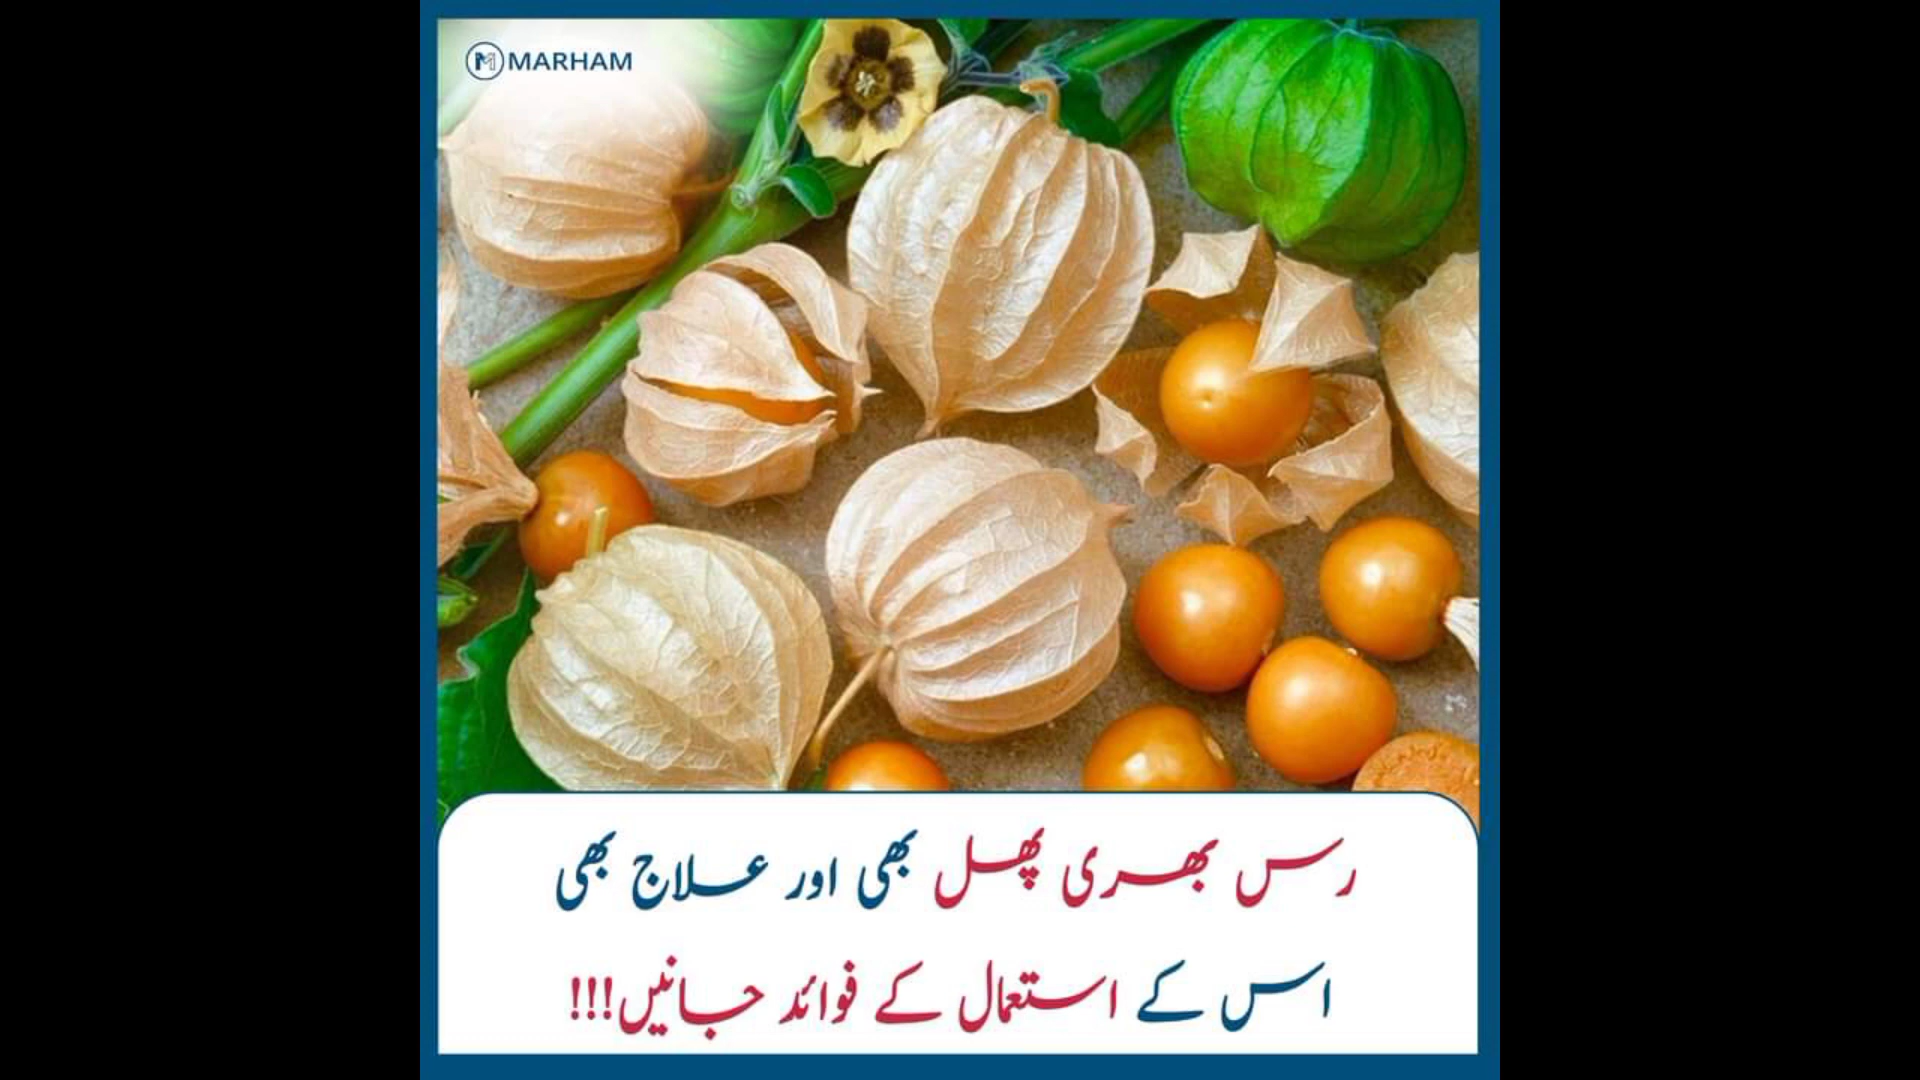 MARHAM
رس بھری پھل بھی اور علاج بھی
اس کے استعمال کے فوائد جانیں!!!